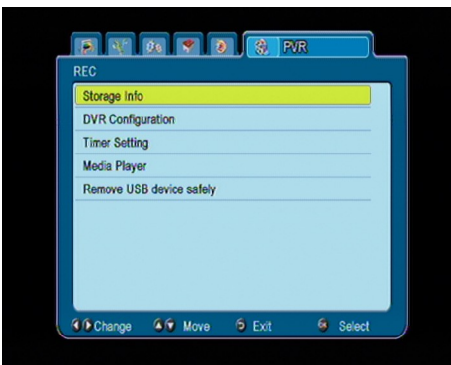 PVR
REC
Storage Info
DVR Configuration
Timer Setting
Media Player
Remove USB device safely
Change Move Exit Select